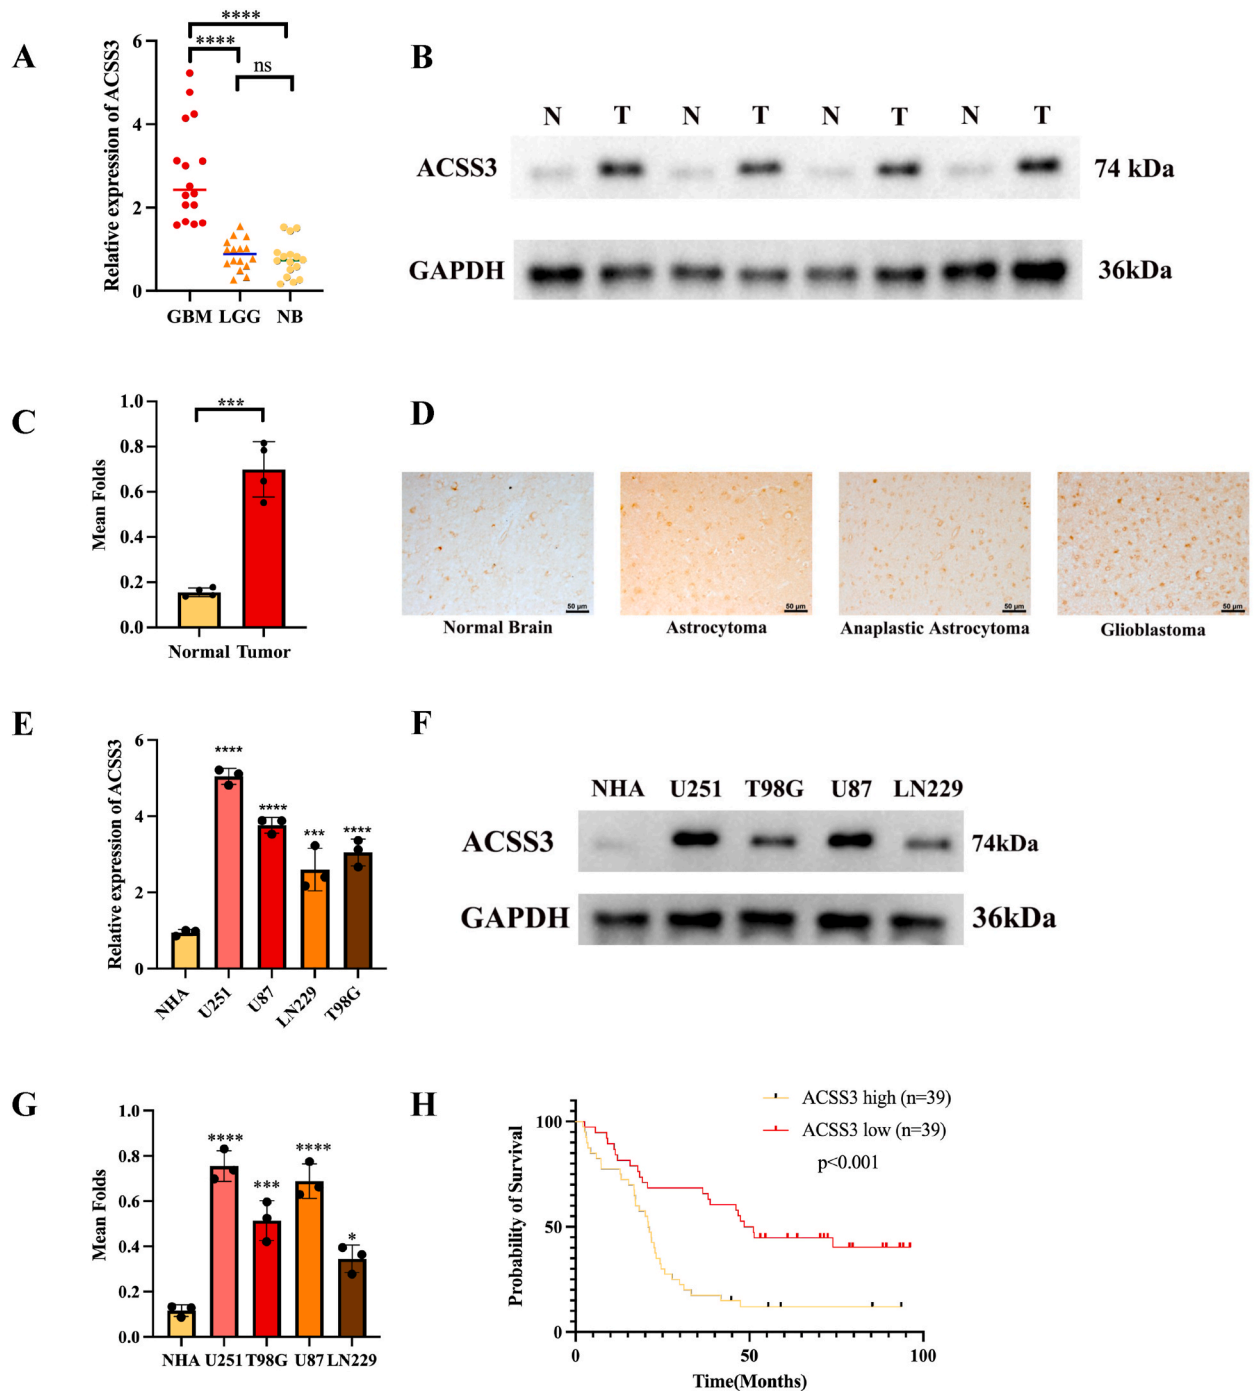 A
Relative expression of ACSS3
6
4
2
0
****
****
ns
GBM LGG NB
B
N T N T N T N T
ACSS3 74 kDa
GAPDH 36kDa
C
Mean Folds
1.0
0.8
0.6
0.4
0.2
0.0
***
Normal Tumor
D
50 µm 50 µm 50 µm 50 µm
Normal Brain Astrocytoma Anaplastic Astrocytoma Glioblastoma
E
Relative expression of ACSS3
6
4
2
0
**** **** *** ****
NHA U251 U87 LN229 T98G
F
NHA U251 T98G U87 LN229
ACSS3 74kDa
GAPDH 36kDa
G
Mean Folds
1.0
0.8
0.6
0.4
0.2
0.0
**** *** **** *
NHA U251 T98G U87 LN229
H
ACSS3 high (n=39)
ACSS3 low (n=39)
p<0.001
Probability of Survival
100
50
0
0 50 100
Time(Months)